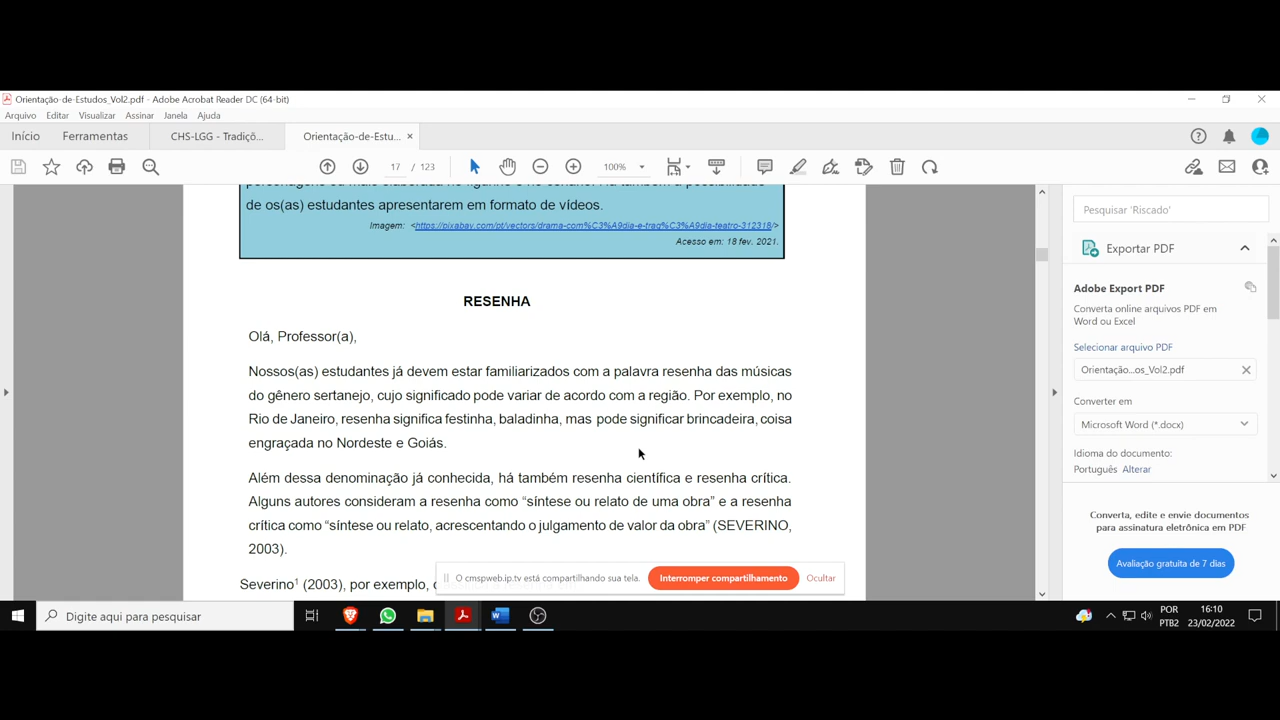 Orientação-de-Estudos_Vol2.pdf - Adobe Acrobat Reader DC (64-bit)
Arquivo Editar Visualizar Assinar Janela Ajuda
Início Ferramentas CHS-LGG - Tradiçõ... Orientação-de-Estu... ×
17 / 123 100%
de os(as) estudantes apresentarem em formato de vídeos.
Imagem: <https://pixabay.com/pt/vectors/drama-com%C3%A9dia-e-trag%C3%A9dia-teatro-312318/>
Acesso em: 18 fev. 2021.
RESENHA
Olá, Professor(a),
Nossos(as) estudantes já devem estar familiarizados com a palavra resenha das músicas
do gênero sertanejo, cujo significado pode variar de acordo com a região. Por exemplo, no
Rio de Janeiro, resenha significa festinha, baladinha, mas pode significar brincadeira, coisa
engraçada no Nordeste e Goiás.
Além dessa denominação já conhecida, há também resenha científica e resenha crítica.
Alguns autores consideram a resenha como “síntese ou relato de uma obra” e a resenha
crítica como “síntese ou relato, acrescentando o julgamento de valor da obra” (SEVERINO,
2003).
Severino¹ (2003), por exemplo,
O cmspweb.ip.tv está compartilhando sua tela. Interromper compartilhamento Ocultar
Pesquisar 'Riscado'
Exportar PDF
Adobe Export PDF
Converta online arquivos PDF em
Word ou Excel
Selecionar arquivo PDF
Orientação...os_Vol2.pdf
Converter em
Microsoft Word (*.docx)
Idioma do documento:
Português Alterar
Converta, edite e envie documentos
para assinatura eletrônica em PDF
Avaliação gratuita de 7 dias
Digite aqui para pesquisar
POR
PTB2
16:10
23/02/2022